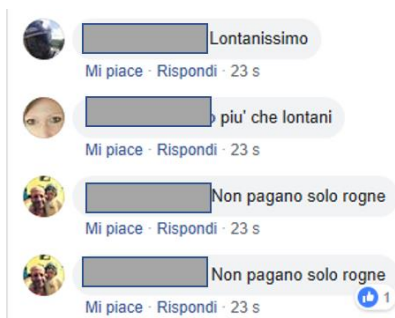 Lontanissimo
Mi piace · Rispondi · 23 s
piu' che lontani
Mi piace · Rispondi · 23 s
Non pagano solo rogne
Mi piace · Rispondi · 23 s
Non pagano solo rogne
1
Mi piace · Rispondi · 23 s